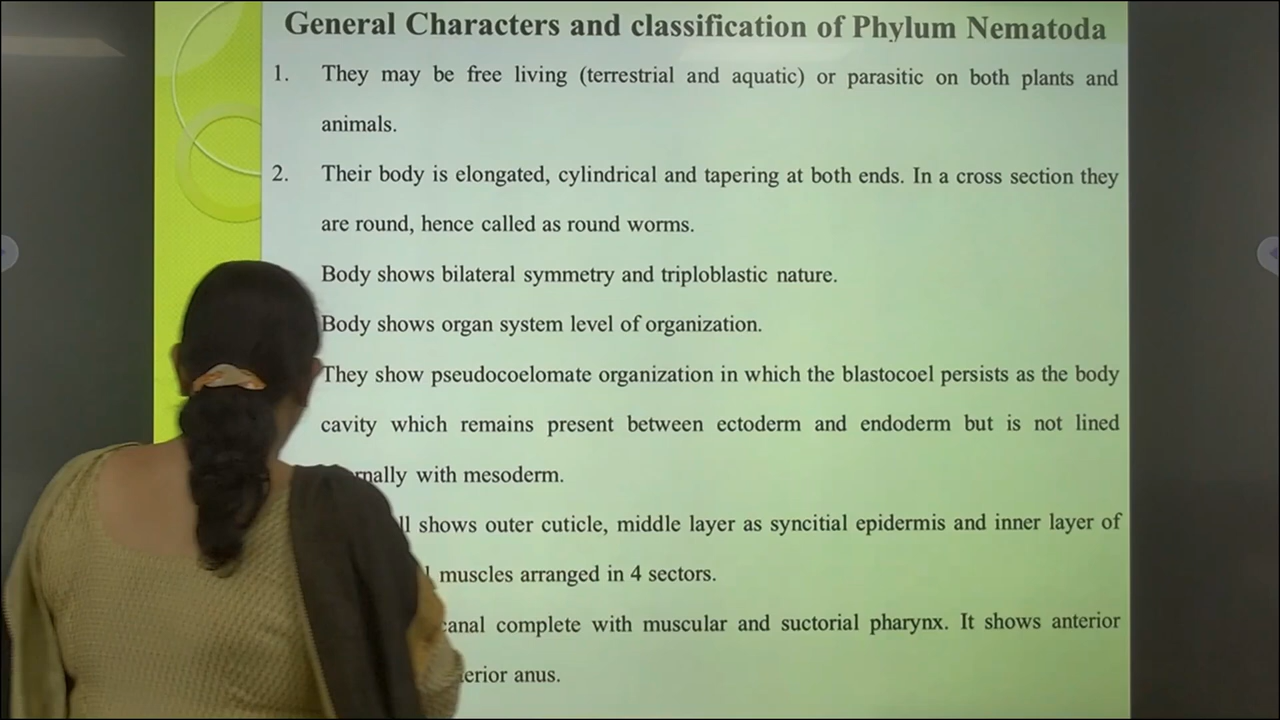 General Characters and classification of Phylum Nematoda
1. They may be free living (terrestrial and aquatic) or parasitic on both plants and
animals.
2. Their body is elongated, cylindrical and tapering at both ends. In a cross section they
are round, hence called as round worms.
Body shows bilateral symmetry and triploblastic nature.
Body shows organ system level of organization.
They show pseudocoelomate organization in which the blastocoel persists as the body
cavity which remains present between ectoderm and endoderm but is not lined
with mesoderm.
shows outer cuticle, middle layer as syncitial epidermis and inner layer of
muscles arranged in 4 sectors.
canal complete with muscular and suctorial pharynx. It shows anterior
anus.